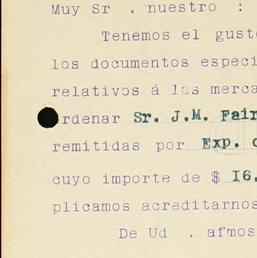 Muy Sr . nuestro :
Tenemos el gust
los documentos especi
relativos á las merca
rdenar Sr. J.M. Fair
remitidas por Exp. d
cuyo importe de $ 16.
plicamos acreditarnos
De Ud . afmos